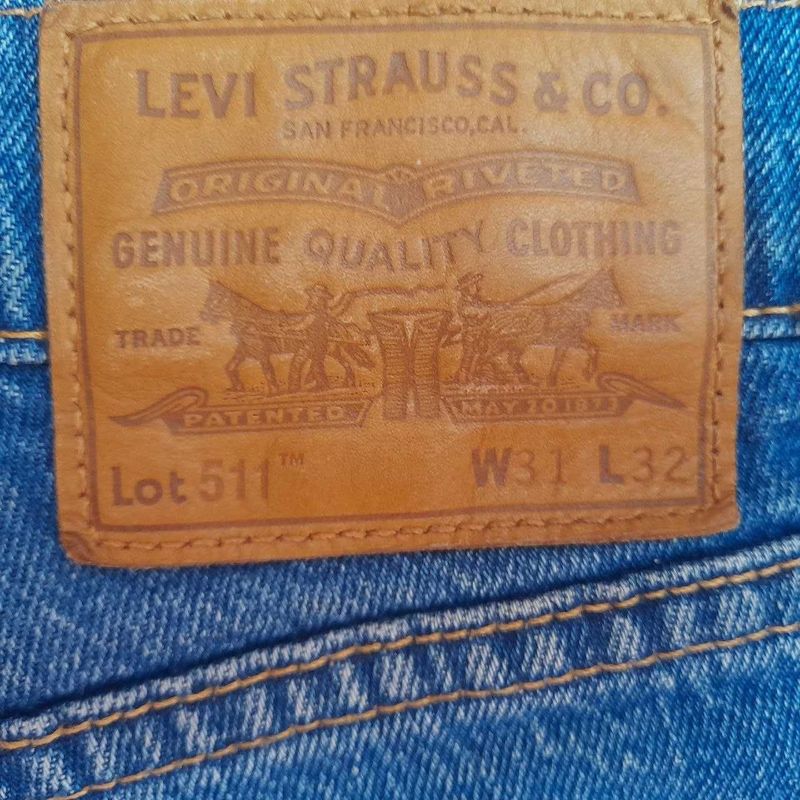 LEVI STRAUSS & CO.
SAN FRANCISCO, CAL.
ORIGINAL RIVETED
GENUINE QUALITY CLOTHING
TRADE MARK
PATENTED MAY 20 1873
Lot 511™ W31 L32